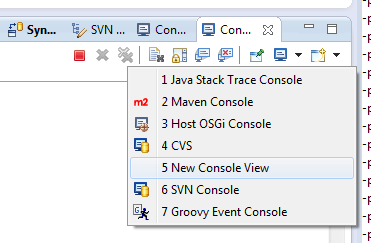 Syn... SVN ... Con... Con...
1 Java Stack Trace Console
m2 2 Maven Console
3 Host OSGi Console
4 CVS
5 New Console View
6 SVN Console
7 Groovy Event Console
-p
-p
-p
-p
-p
-p
-p
-p
-p
-p
-p
-p
-p